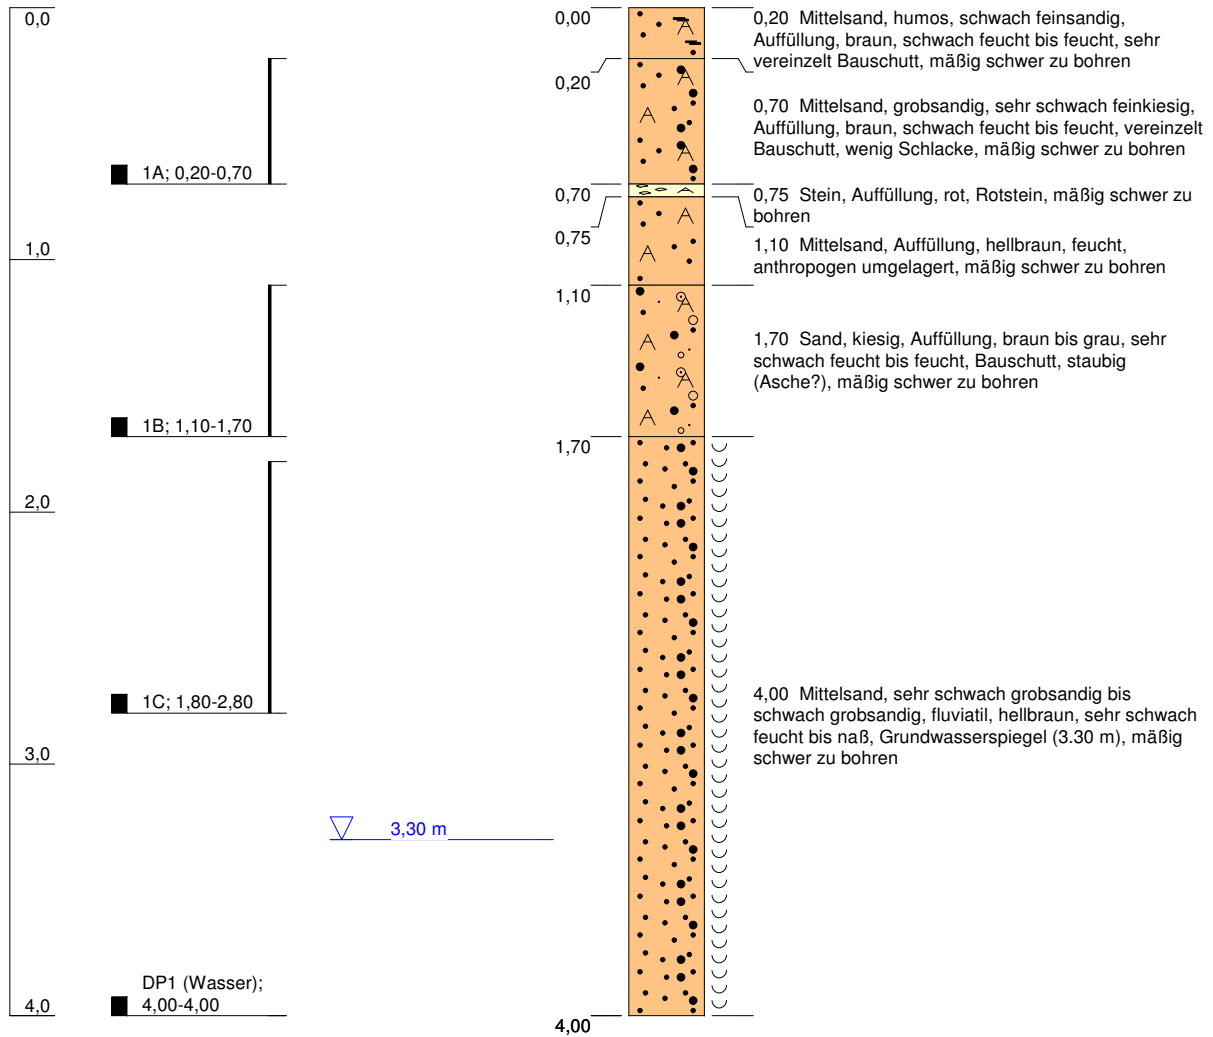 0,0
1,0
2,0
3,0
4,0
1A; 0,20-0,70
1B; 1,10-1,70
1C; 1,80-2,80
DP1 (Wasser);
4,00-4,00
3,30 m
0,00
0,20
0,70
0,75
1,10
1,70
4,00
0,20 Mittelsand, humos, schwach feinsandig,
Auffüllung, braun, schwach feucht bis feucht, sehr
vereinzelt Bauschutt, mäßig schwer zu bohren
0,70 Mittelsand, grobsandig, sehr schwach feinkiesig,
Auffüllung, braun, schwach feucht bis feucht, vereinzelt
Bauschutt, wenig Schlacke, mäßig schwer zu bohren
0,75 Stein, Auffüllung, rot, Rotstein, mäßig schwer zu
bohren
1,10 Mittelsand, Auffüllung, hellbraun, feucht,
anthropogen umgelagert, mäßig schwer zu bohren
1,70 Sand, kiesig, Auffüllung, braun bis grau, sehr
schwach feucht bis feucht, Bauschutt, staubig
(Asche?), mäßig schwer zu bohren
4,00 Mittelsand, sehr schwach grobsandig bis
schwach grobsandig, fluviatil, hellbraun, sehr schwach
feucht bis naß, Grundwasserspiegel (3.30 m), mäßig
schwer zu bohren